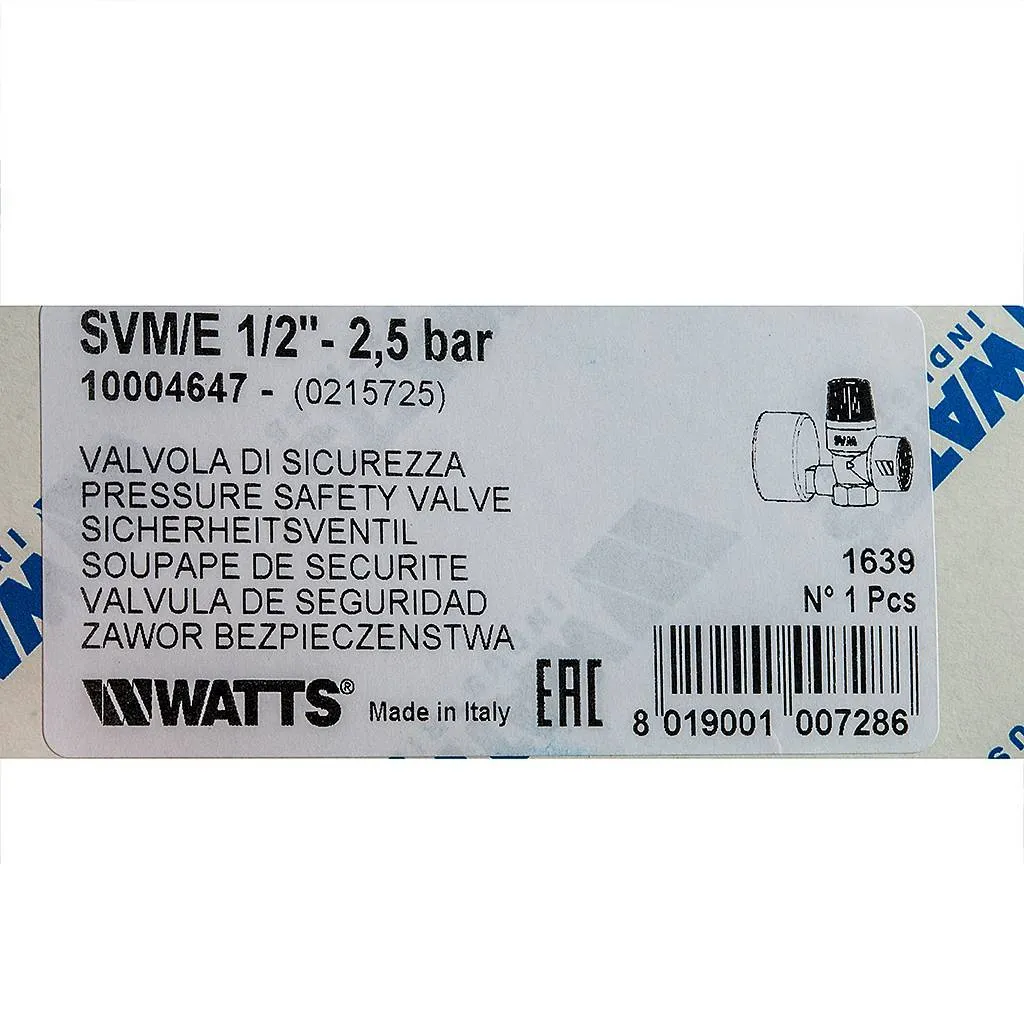 SVM/E 1/2"- 2,5 bar
10004647 - (0215725)
VALVOLA DI SICUREZZA
PRESSURE SAFETY VALVE
SICHERHEITSVENTIL
SOUPAPE DE SECURITE
VALVULA DE SEGURIDAD
ZAWOR BEZPIECZENSTWA
SVM
1639
N° 1 Pcs
WATTS® Made in Italy EAC
8 019001 007286